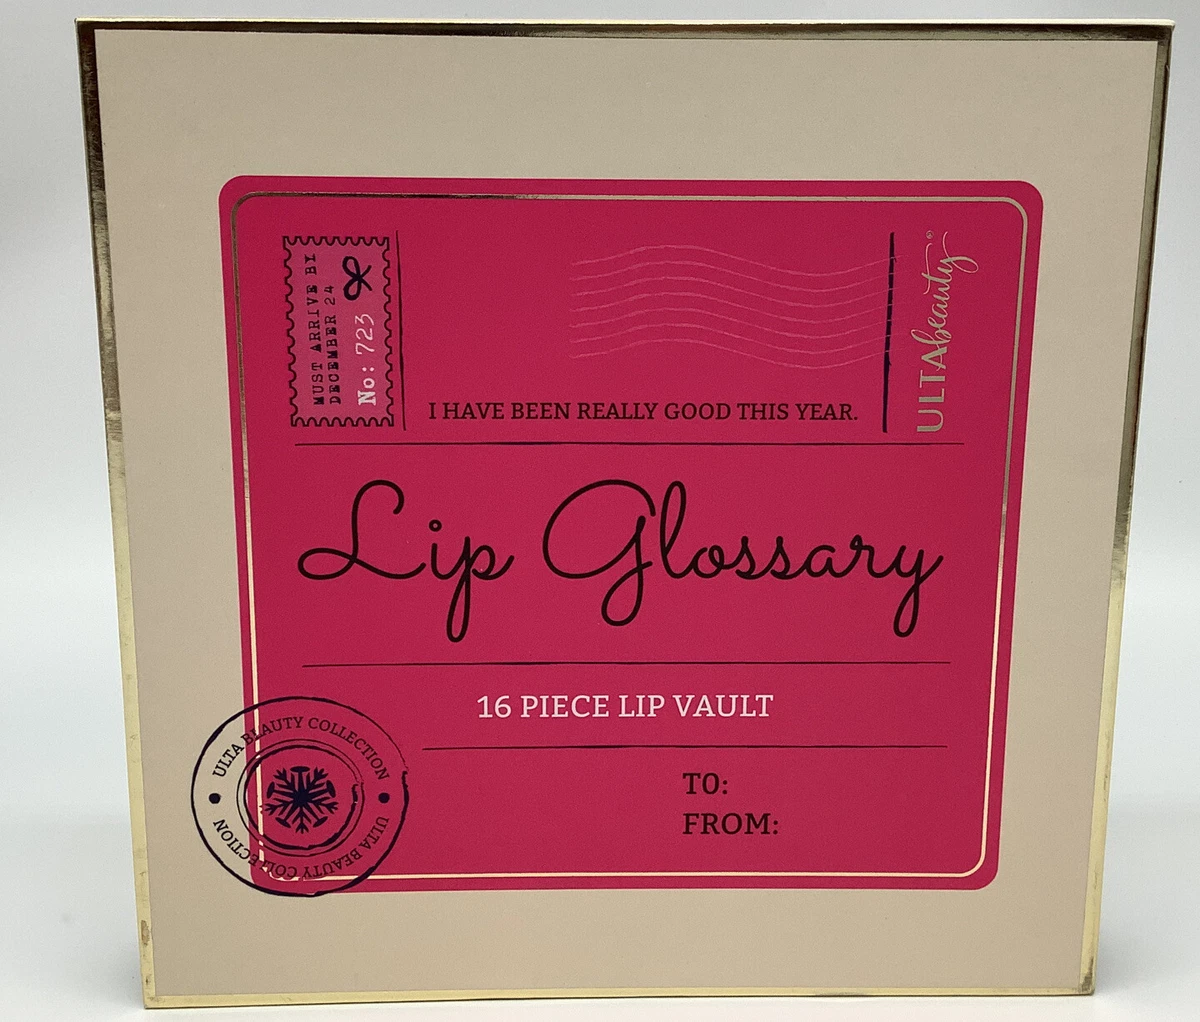 MUST ARRIVE BY
DECEMBER 24
No: 723
I HAVE BEEN REALLY GOOD THIS YEAR.
ULTAbeauty®
Lip Glossary
16 PIECE LIP VAULT
TO:
FROM:
ULTA BEAUTY COLLECTION
ULTA BEAUTY COLLECTION